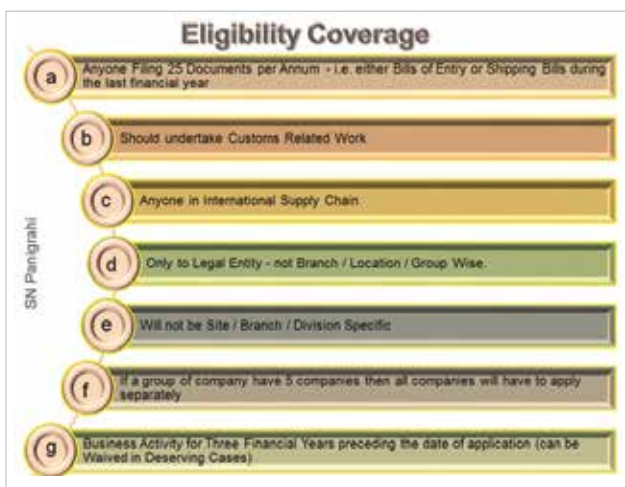 Eligibility Coverage
a
Anyone Filing 25 Documents per Annum - i.e. either Bills of Entry or Shipping Bills during
the last financial year
b
Should undertake Customs Related Work
c
Anyone in International Supply Chain
d
Only to Legal Entity - not Branch / Location / Group Wise.
e
Will not be Site / Branch / Division Specific
f
If a group of company have 5 companies then all companies will have to apply
separately
g
Business Activity for Three Financial Years preceding the date of application (can be
Waived in Deserving Cases)
SN Panigrahi